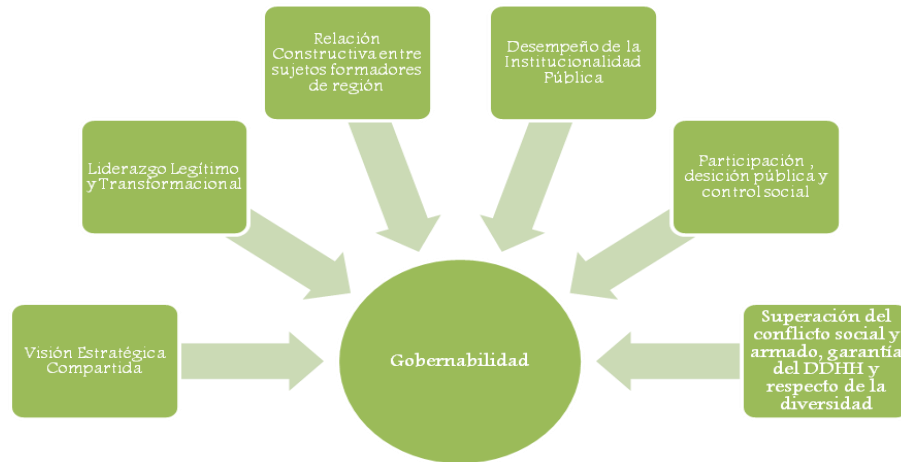 Relación
Constructiva entre
sujetos formadores
de región
Desempeño de la
Institucionalidad
Pública
Liderazgo Legítimo
y Transformacional
Participación ,
desición pública y
control social
Visión Estratégica
Compartida
Gobernabilidad
Superación del
conflicto social y
armado, garantía
del DDHH y
respecto de la
diversidad